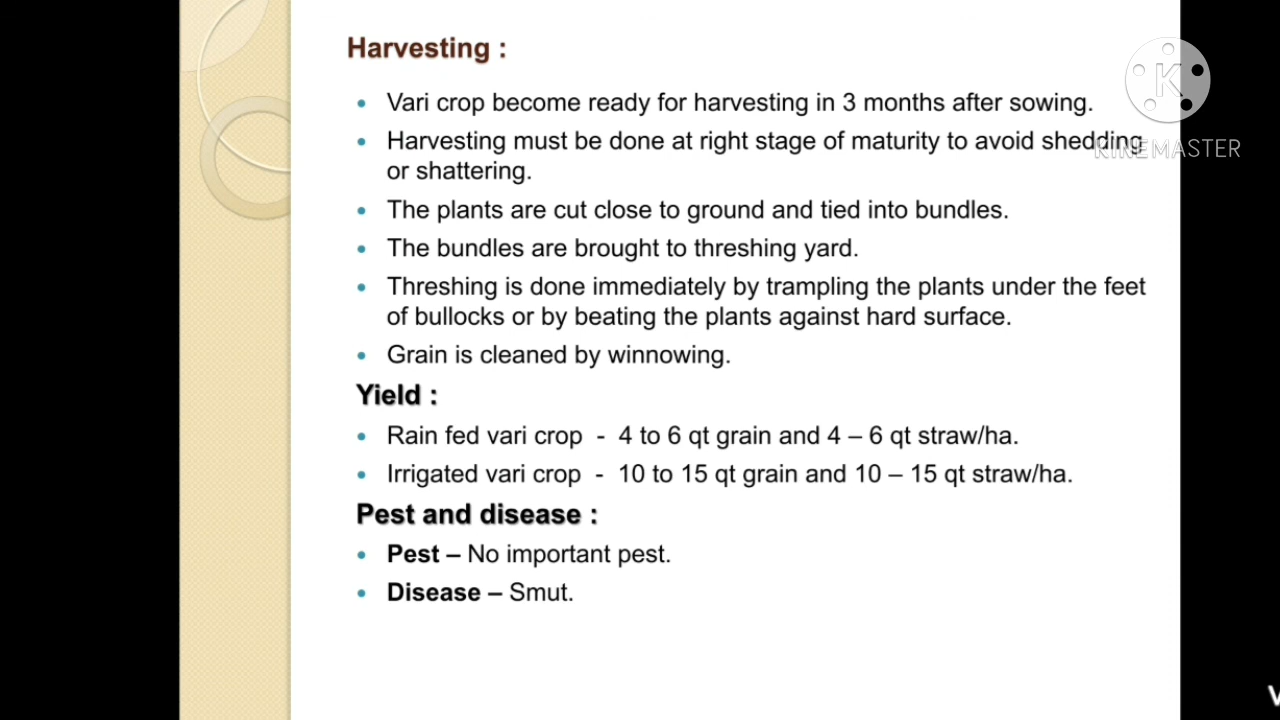 Harvesting :
Vari crop become ready for harvesting in 3 months after sowing.
Harvesting must be done at right stage of maturity to avoid shedding
or shattering.
The plants are cut close to ground and tied into bundles.
The bundles are brought to threshing yard.
Threshing is done immediately by trampling the plants under the feet
of bullocks or by beating the plants against hard surface.
Grain is cleaned by winnowing.
Yield :
Rain fed vari crop - 4 to 6 qt grain and 4 – 6 qt straw/ha.
Irrigated vari crop - 10 to 15 qt grain and 10 – 15 qt straw/ha.
Pest and disease :
Pest – No important pest.
Disease – Smut.
K
KINEMASTER